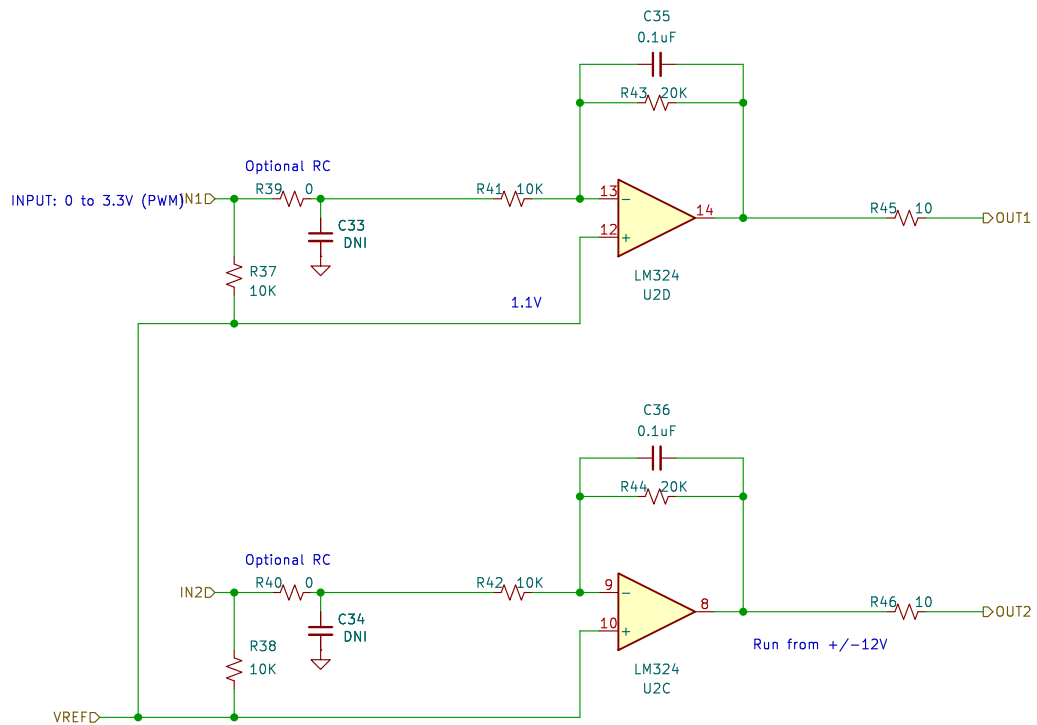 C35
0.1uF
R43 20K
Optional RC
R39 0
R41 10K
INPUT: 0 to 3.3V (PWM)
IN1
13
14
12
R45 10
OUT1
C33
DNI
LM324
U2D
R37
10K
1.1V
C36
0.1uF
R44 20K
Optional RC
R40 0
R42 10K
IN2
9
8
10
R46 10
OUT2
C34
DNI
Run from +/-12V
R38
10K
LM324
U2C
VREF